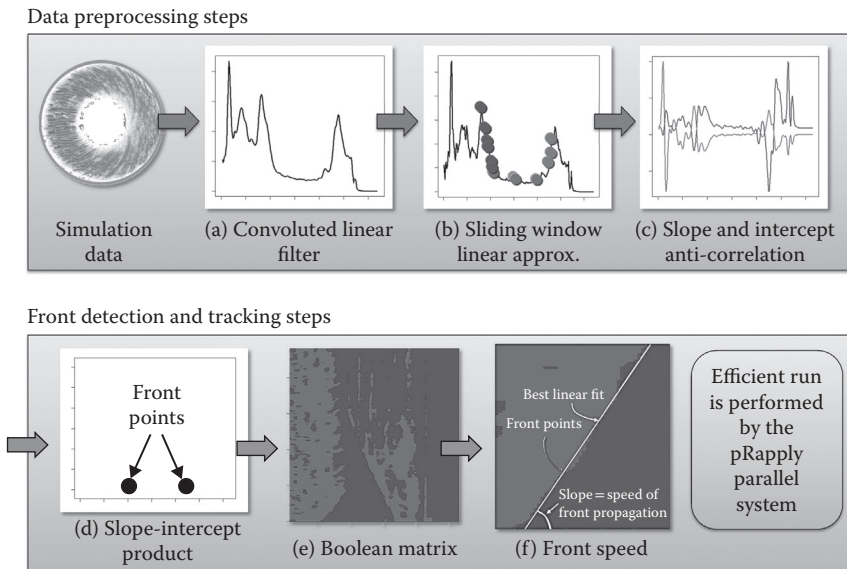 Data preprocessing steps
Simulation
data
(a) Convoluted linear
filter
(b) Sliding window
linear approx.
(c) Slope and intercept
anti-correlation
Front detection and tracking steps
Front
points
(d) Slope-intercept
product
(e) Boolean matrix
Best linear fit
Front points
Slope = speed of
front propagation
(f) Front speed
Efficient run
is performed
by the
pRapply
parallel
system